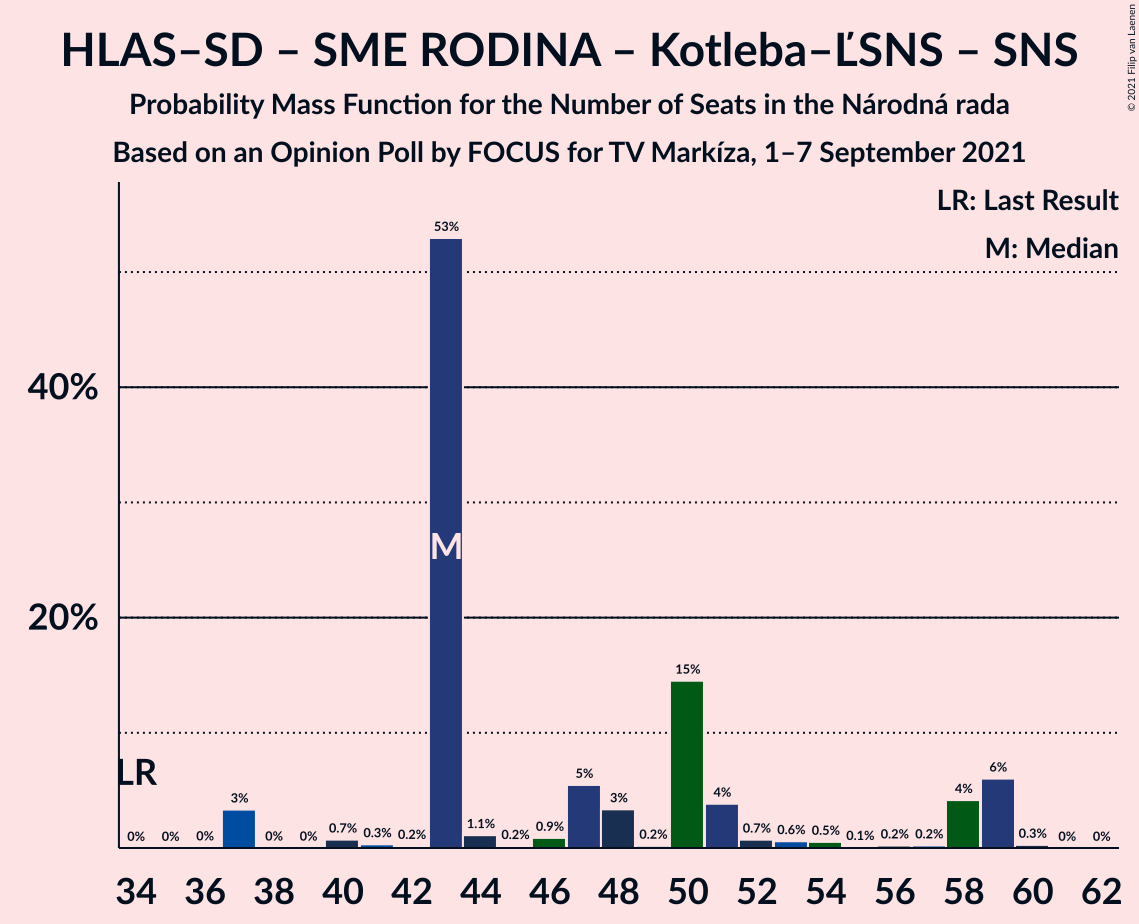 HLAS–SD – SME RODINA – Kotleba–ĽSNS – SNS
Probability Mass Function for the Number of Seats in the Národná rada
Based on an Opinion Poll by FOCUS for TV Markíza, 1–7 September 2021
© 2021 Filip van Laenen
LR: Last Result
M: Median
40%
20%
LR
M
0% 0% 0% 3% 0% 0% 0.7% 0.3% 0.2% 53% 1.1% 0.2% 0.9% 5% 3% 0.2% 15% 4% 0.7% 0.6% 0.5% 0.1% 0.2% 0.2% 4% 6% 0.3% 0% 0%
34 36 38 40 42 44 46 48 50 52 54 56 58 60 62